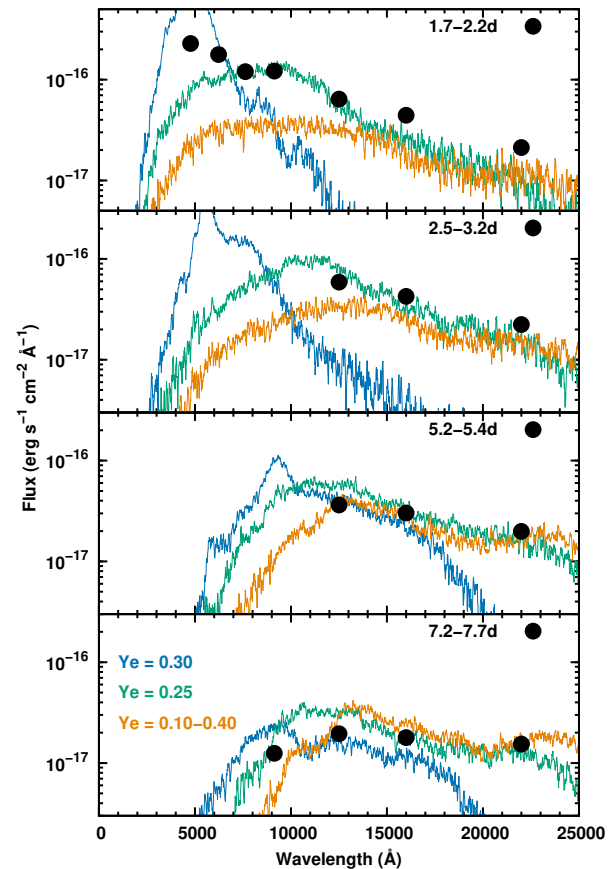 1.7−2.2d
10−16
10−17
2.5−3.2d
10−16
10−17
Flux (erg s−1 cm−2 Å−1)
5.2−5.4d
10−16
10−17
7.2−7.7d
10−16
Ye = 0.30
Ye = 0.25
10−17
Ye = 0.10−0.40
0 5000 10000 15000 20000 25000
Wavelength (Å)